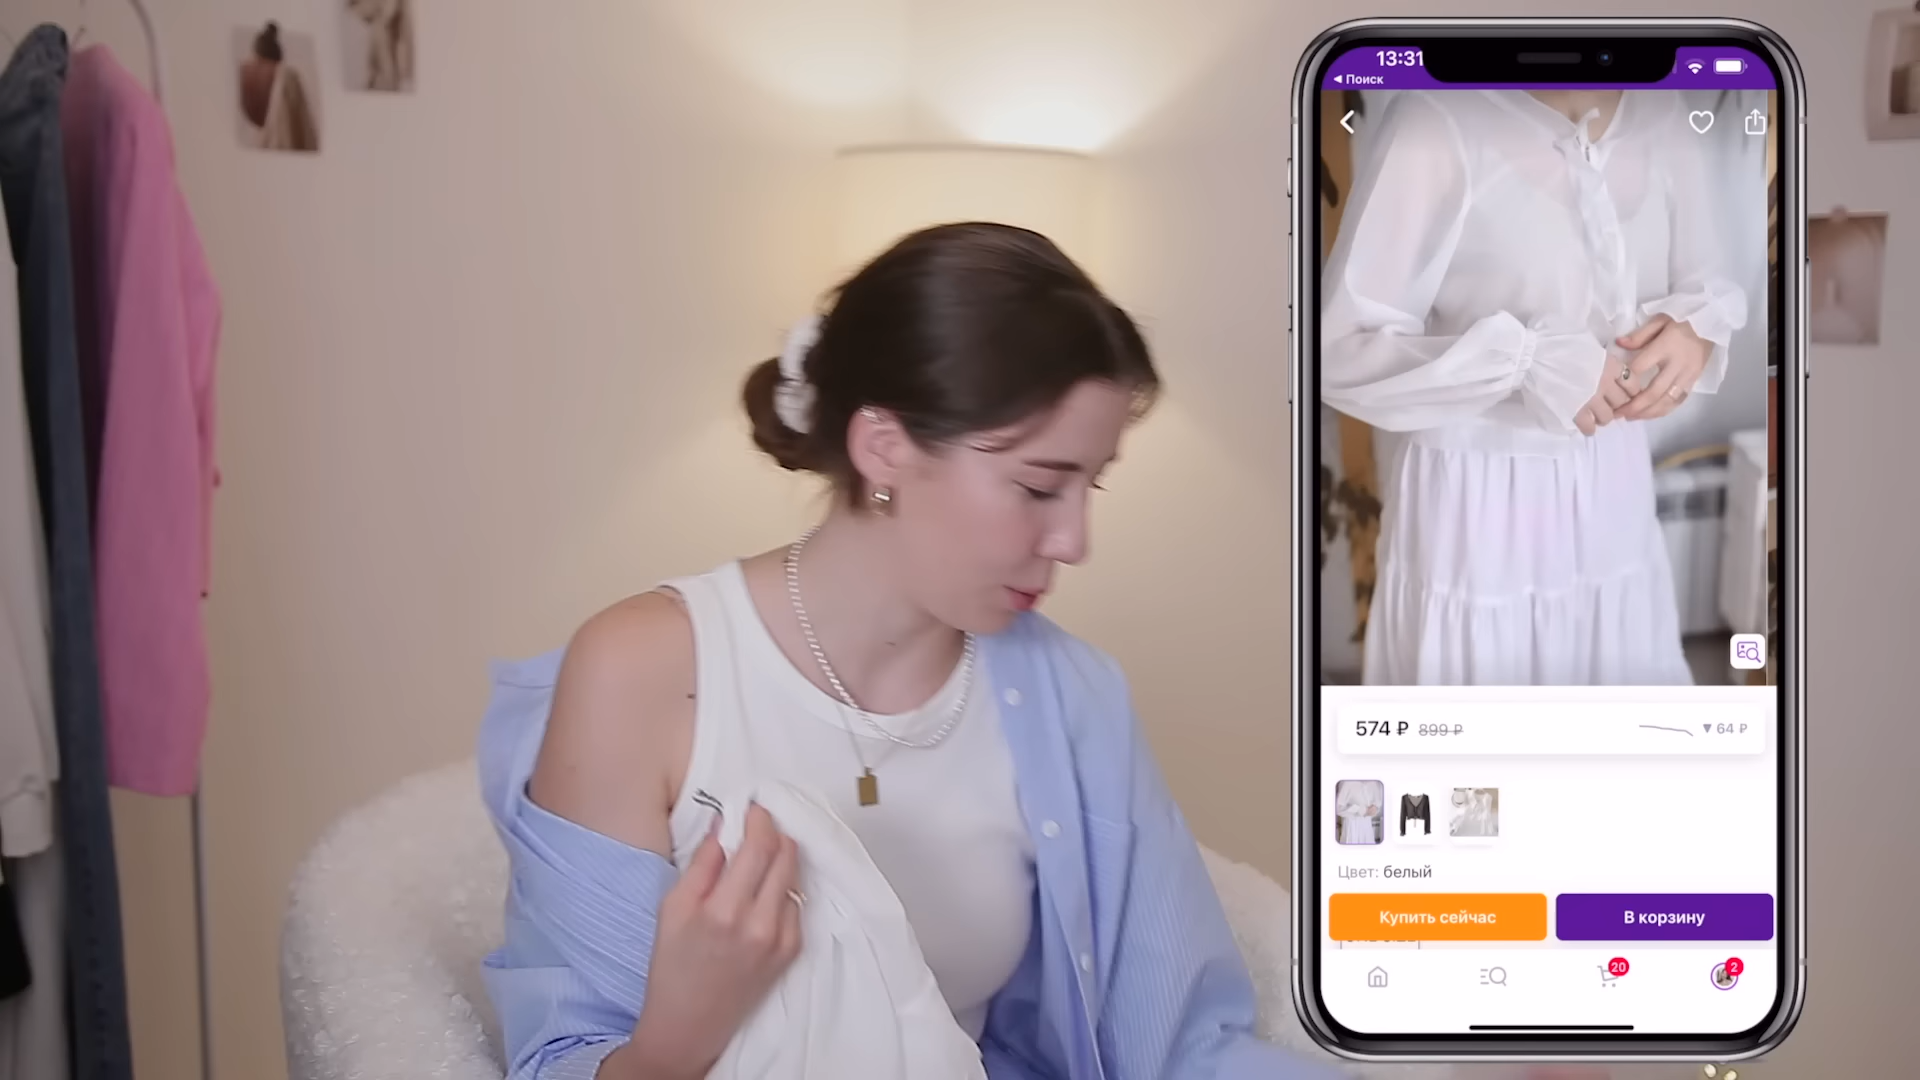 13:31
◀ Поиск
574 ₽ 899 ₽ ▼ 64 ₽
Цвет: белый
Купить сейчас
В корзину
20
2